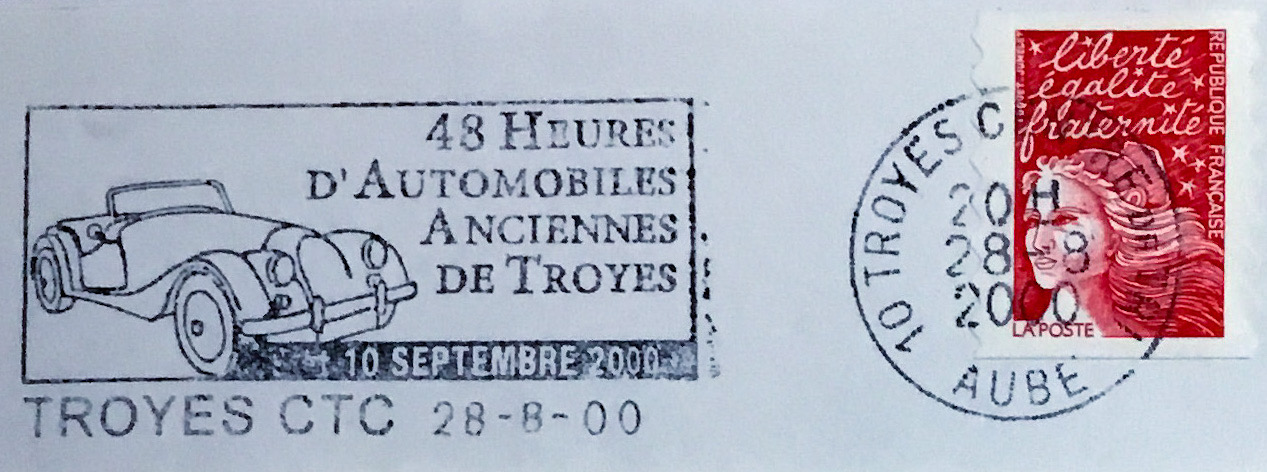 48 HEURES
D'AUTOMOBILES
ANCIENNES
DE TROYES
10 SEPTEMBRE 2000
TROYES CTC 28-8-00
10 TROYES
20H
28-8
2000
AUBE
liberté
égalité
fraternité
RÉPUBLIQUE FRANÇAISE
LA POSTE